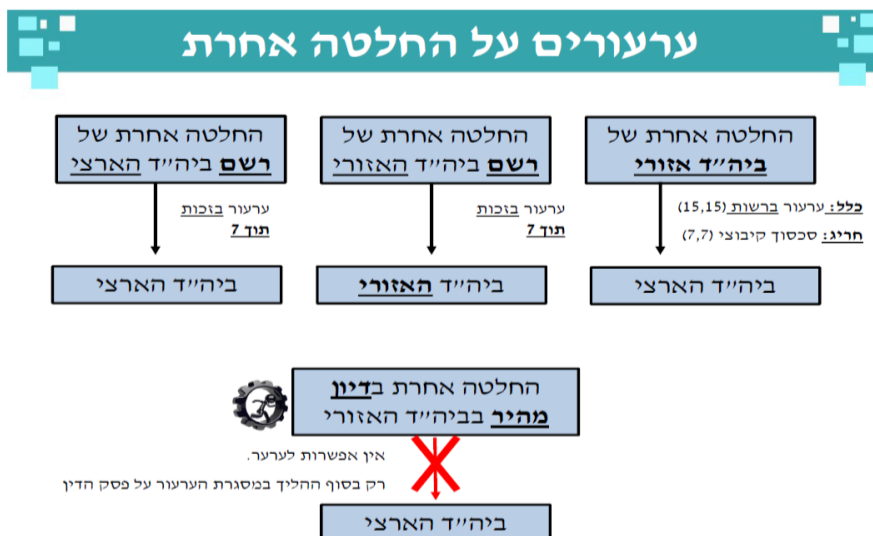 ערעורים על החלטה אחרת
החלטה אחרת של
ביה״ד אזורי
כלל: ערעור ברשות (15,15)
חריג: סכסוך קיבוצי (7,7)
ביה״ד הארצי
החלטה אחרת של
רשם ביה״ד האזורי
ערעור בזכות
תוך 7
ביה״ד האזורי
החלטה אחרת של
רשם ביה״ד הארצי
ערעור בזכות
תוך 7
ביה״ד הארצי
החלטה אחרת בדיון
מהיר בביה״ד האזורי
אין אפשרות לערער.
רק בסוף ההליך במסגרת הערעור על פסק הדין
ביה״ד הארצי